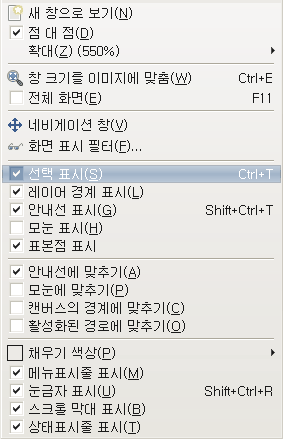 새 창으로 보기(N)
점 대 점(D)
확대(Z) (550%)
창 크기를 이미지에 맞춤(W) Ctrl+E
전체 화면(E) F11
네비게이션 창(V)
화면 표시 필터(F)...
선택 표시(S) Ctrl+T
레이어 경계 표시(L)
안내선 표시(G) Shift+Ctrl+T
모눈 표시(H)
표본점 표시
안내선에 맞추기(A)
모눈에 맞추기(P)
캔버스의 경계에 맞추기(C)
활성화된 경로에 맞추기(O)
채우기 색상(P)
메뉴표시줄 표시(M)
눈금자 표시(U) Shift+Ctrl+R
스크롤 막대 표시(B)
상태표시줄 표시(T)